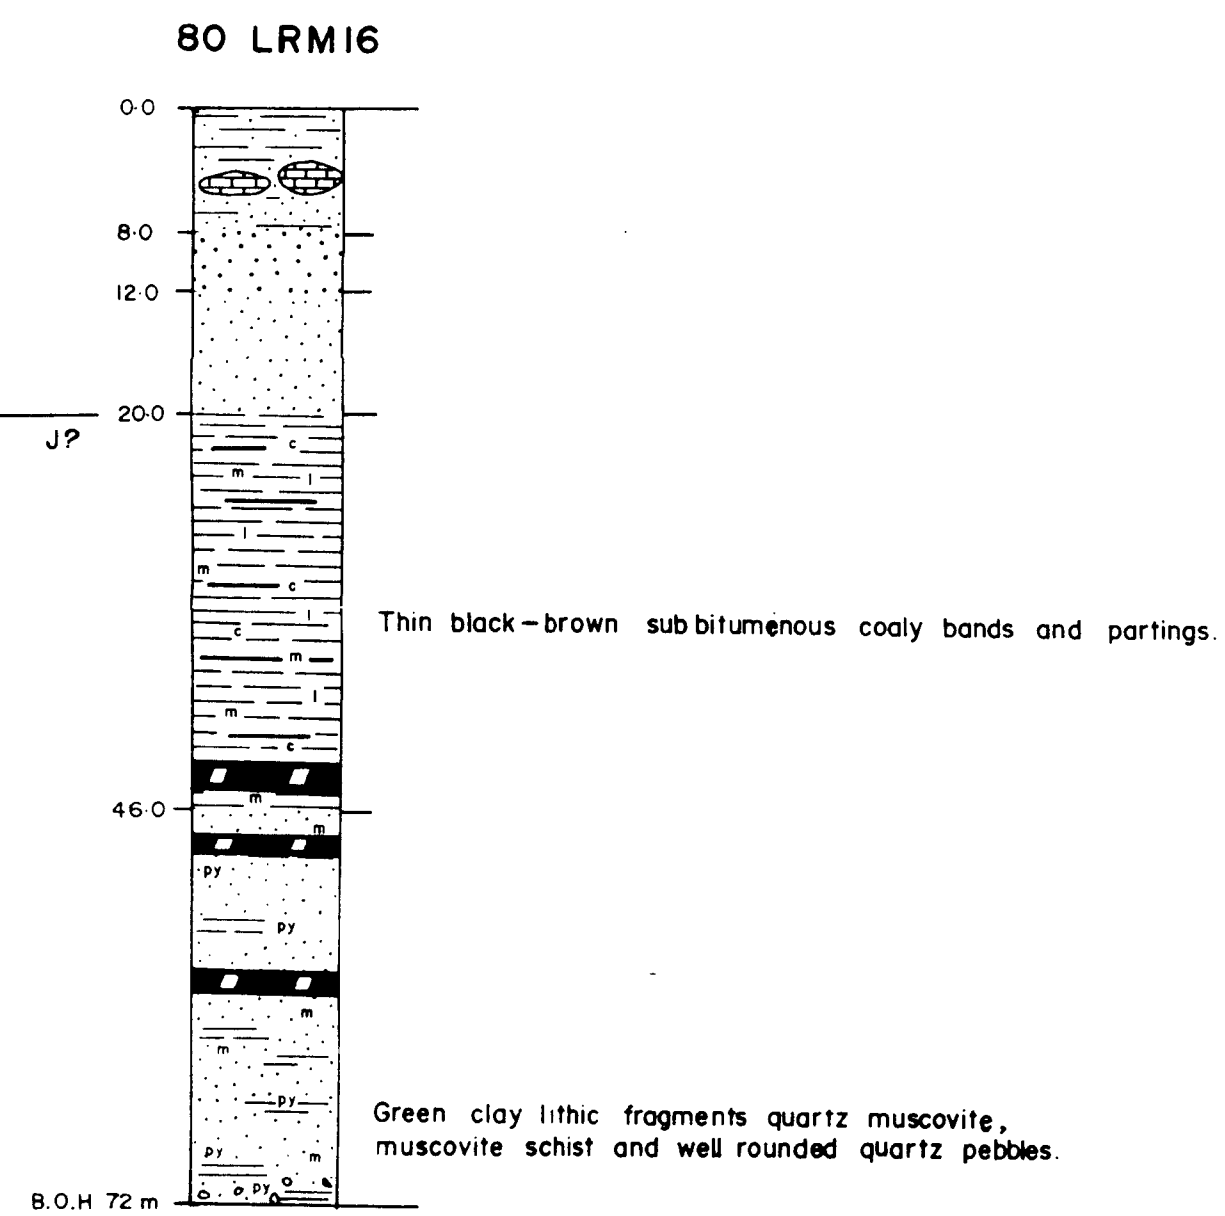 80 LRM16
0·0
8·0
12·0
20·0
J?
c
m l
l
m
c
l
c
Thin black – brown sub bitumenous coaly bands and partings.
m
l
m
c
m
46·0
m
py
py
m
m
py
Green clay lithic fragments quartz muscovite,
muscovite schist and well rounded quartz pebbles.
py
m
py
B.O.H 72 m